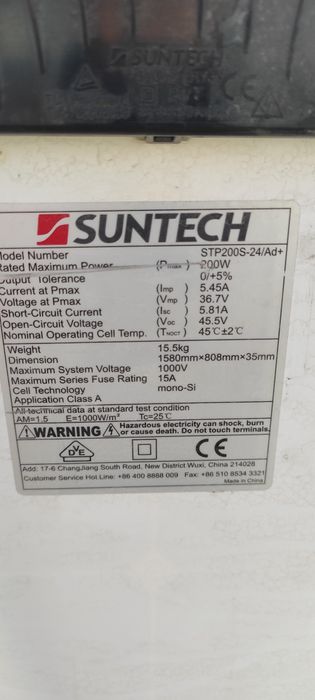 SUNTECH
SUNTECH
Model Number STP200S-24/Ad+
Rated Maximum Power (Pmax) 200W
Output Tolerance 0/+5%
Current at Pmax (Imp) 5.45A
Voltage at Pmax (Vmp) 36.7V
Short-Circuit Current (Isc) 5.81A
Open-Circuit Voltage (Voc) 45.5V
Nominal Operating Cell Temp. (TNOCT) 45°C±2°C
Weight 15.5kg
Dimension 1580mm×808mm×35mm
Maximum System Voltage 1000V
Maximum Series Fuse Rating 15A
Cell Technology mono-Si
Application Class A
All technical data at standard test condition
AM=1.5 E=1000W/m² Tc=25°C
WARNING Hazardous electricity can shock, burn
or cause death. Do not touch terminals.
DVE CE
Add: 17-6 ChangJiang South Road, New District Wuxi, China 214028
Customer Service Hot Line: +86 400 8888 009 Fax: +86 510 8534 3321
Made in China